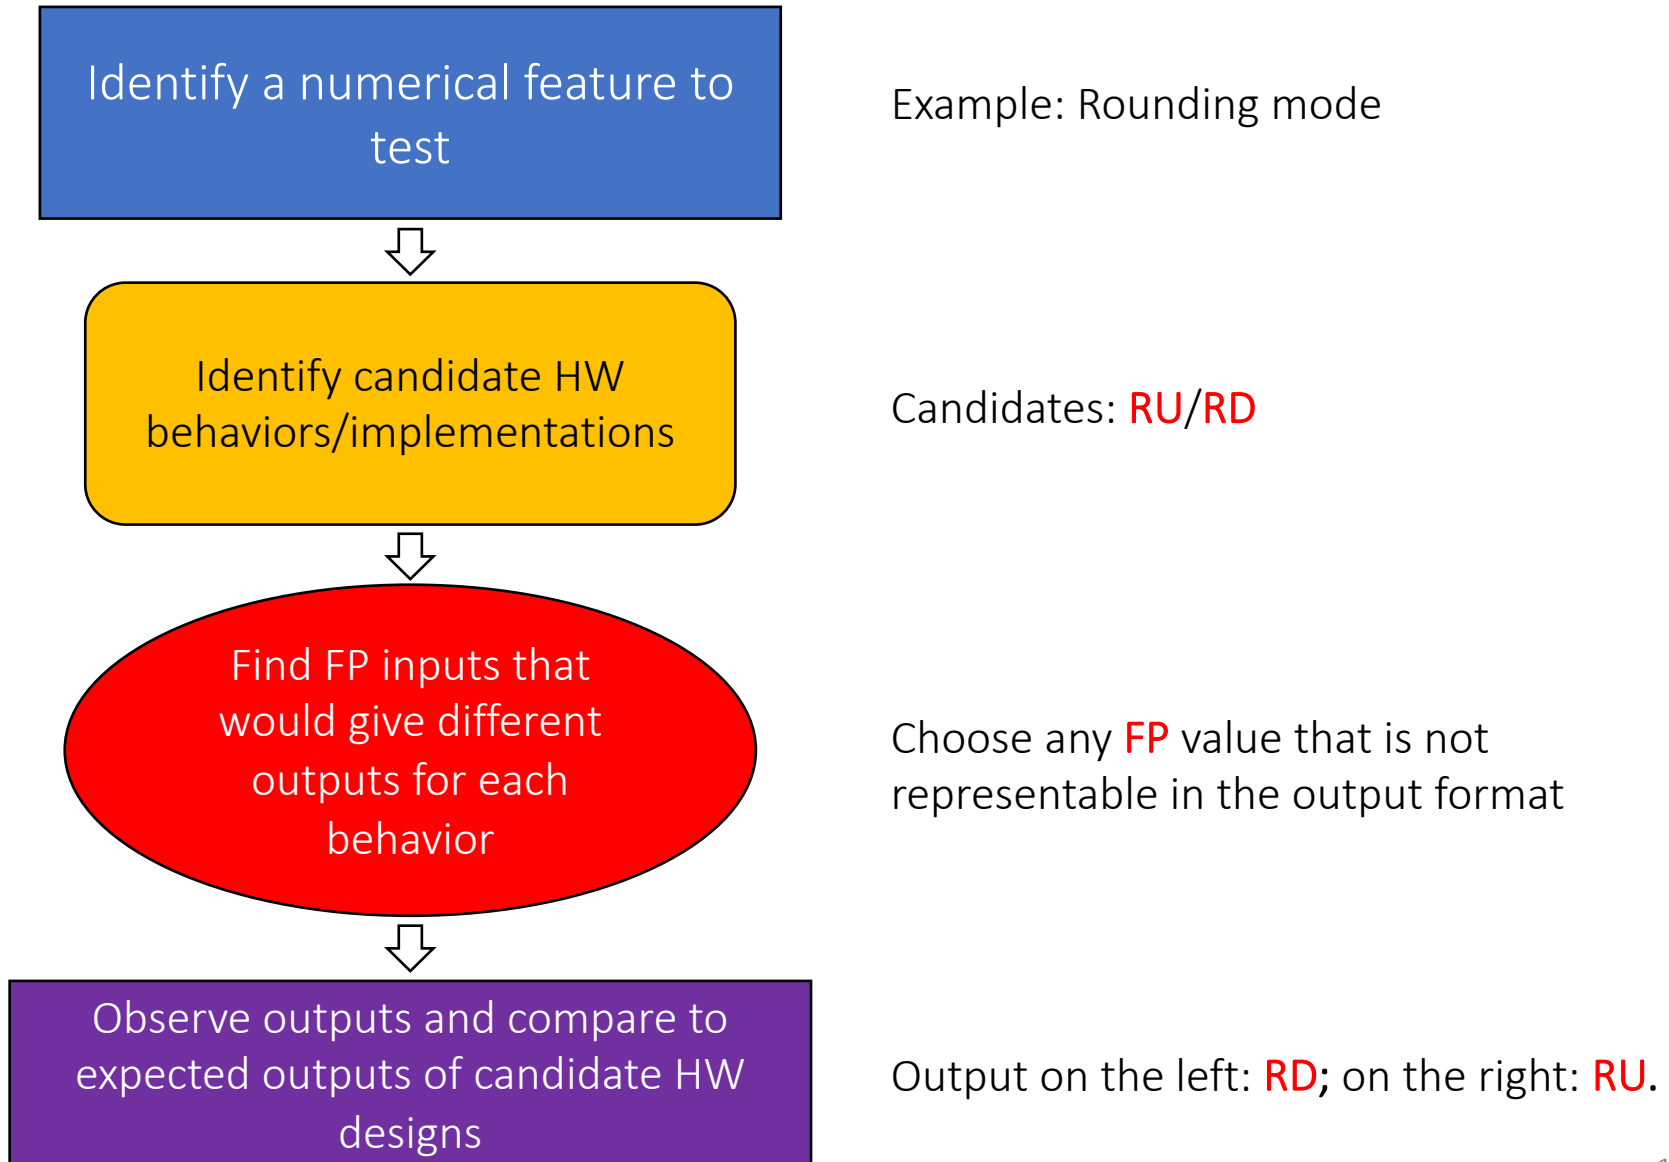 Identify a numerical feature to
test
Example: Rounding mode
Identify candidate HW
behaviors/implementations
Candidates: RU/RD
Find FP inputs that
would give different
outputs for each
behavior
Choose any FP value that is not
representable in the output format
Observe outputs and compare to
expected outputs of candidate HW
designs
Output on the left: RD; on the right: RU.